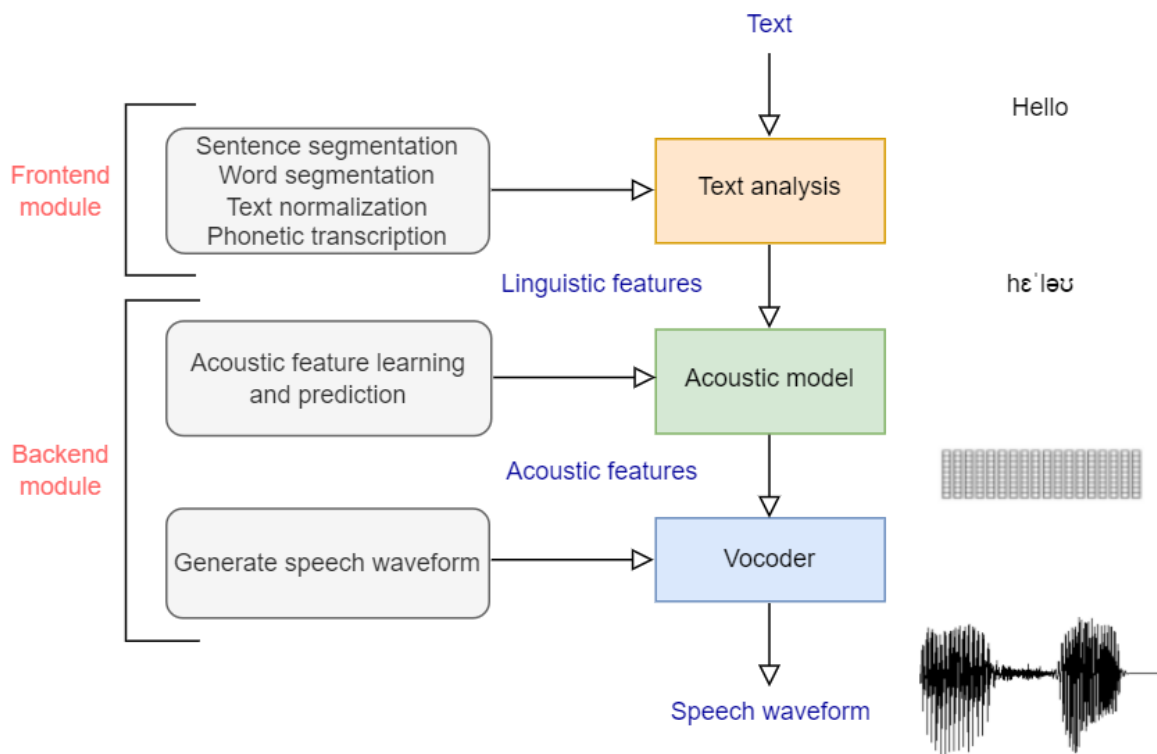 Text
Hello
Frontend
module
Sentence segmentation
Word segmentation
Text normalization
Phonetic transcription
Text analysis
Linguistic features
hɛˈləʊ
Acoustic feature learning
and prediction
Acoustic model
Backend
module
Acoustic features
Generate speech waveform
Vocoder
Speech waveform